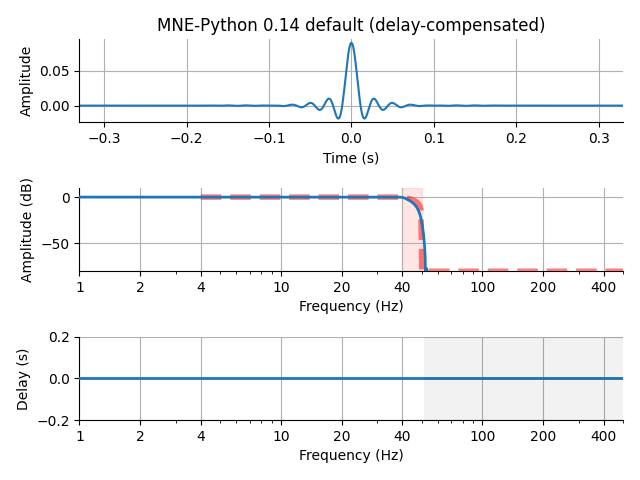 MNE-Python 0.14 default (delay-compensated)
Amplitude
0.05
0.00
−0.3 −0.2 −0.1 0.0 0.1 0.2 0.3
Time (s)
Amplitude (dB)
0
−50
1 2 4 10 20 40 100 200 400
Frequency (Hz)
Delay (s)
0.2
0.0
−0.2
1 2 4 10 20 40 100 200 400
Frequency (Hz)